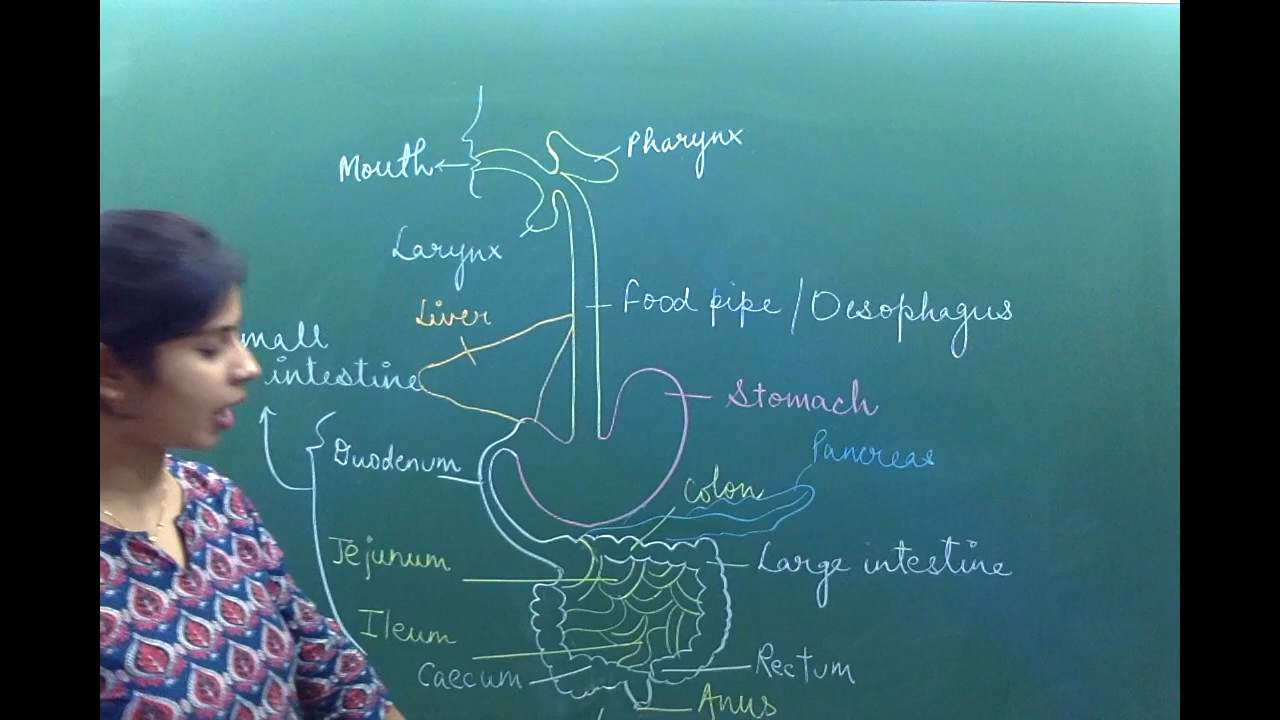 Pharynx
Mouth
Larynx
Food pipe / Oesophagus
Liver
mall
intestine
Stomach
Duodenum
Pancreas
Colon
Jejunum
Large intestine
Ileum
Caecum
Rectum
Anus